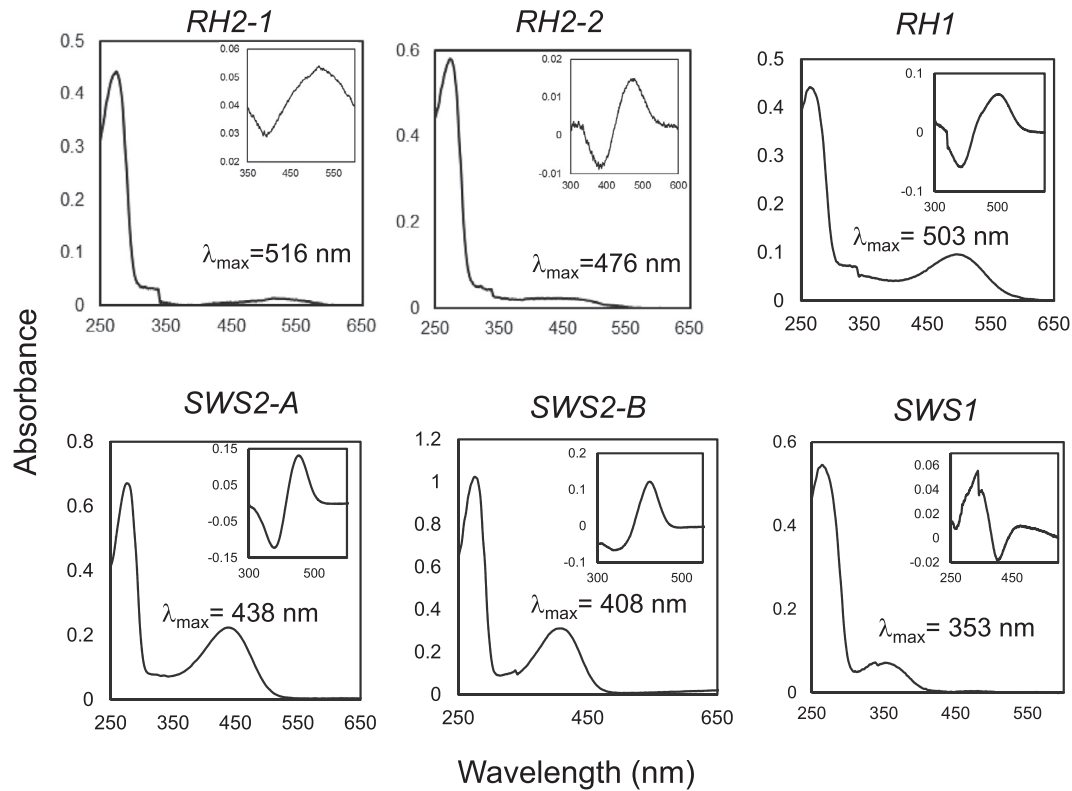 RH2-1
0.5
0.4
0.3
0.2
0.1
0
250 350 450 550 650
0.06
0.05
0.04
0.03
0.02
350 450 550
λmax=516 nm
RH2-2
0.6
0.4
0.2
0
250 350 450 550 650
0.02
0.01
0
-0.01
300 400 500 600
λmax=476 nm
RH1
0.5
0.4
0.3
0.2
0.1
0
250 350 450 550 650
0.1
0
-0.1
300 500
λmax= 503 nm
Absorbance
SWS2-A
0.8
0.6
0.4
0.2
0
250 350 450 550 650
0.15
0.05
-0.05
-0.15
300 500
λmax= 438 nm
SWS2-B
1.2
1
0.8
0.6
0.4
0.2
0
250 450 650
0.2
0.1
0
-0.1
300 500
λmax= 408 nm
SWS1
0.6
0.4
0.2
0
250 350 450 550
0.06
0.04
0.02
0
-0.02
250 450
λmax= 353 nm
Wavelength (nm)